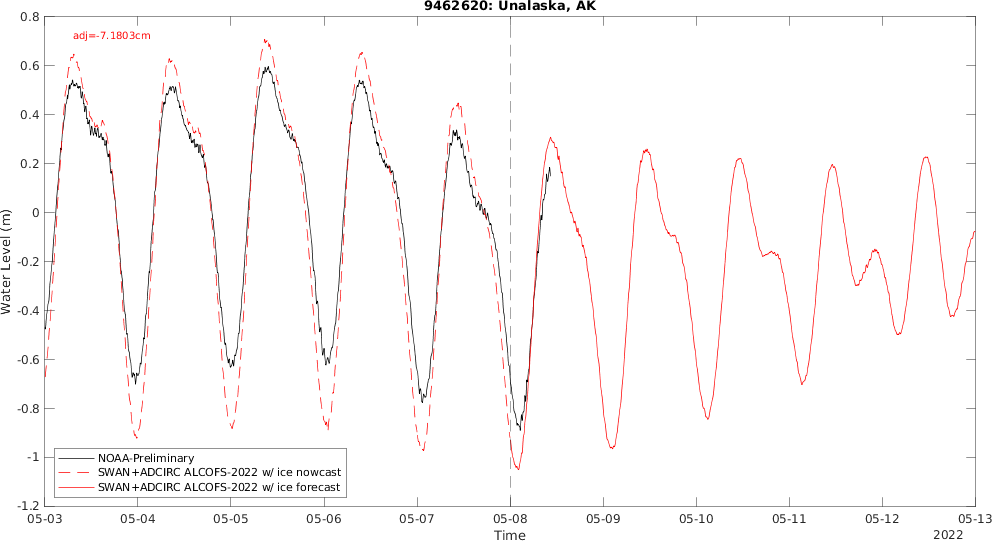 9462620: Unalaska, AK
adj=-7.1803cm
0.8
0.6
0.4
0.2
0
-0.2
-0.4
-0.6
-0.8
-1
-1.2
Water Level (m)
NOAA-Preliminary
SWAN+ADCIRC ALCOFS-2022 w/ ice nowcast
SWAN+ADCIRC ALCOFS-2022 w/ ice forecast
05-03 05-04 05-05 05-06 05-07 05-08 05-09 05-10 05-11 05-12 05-13
Time
2022